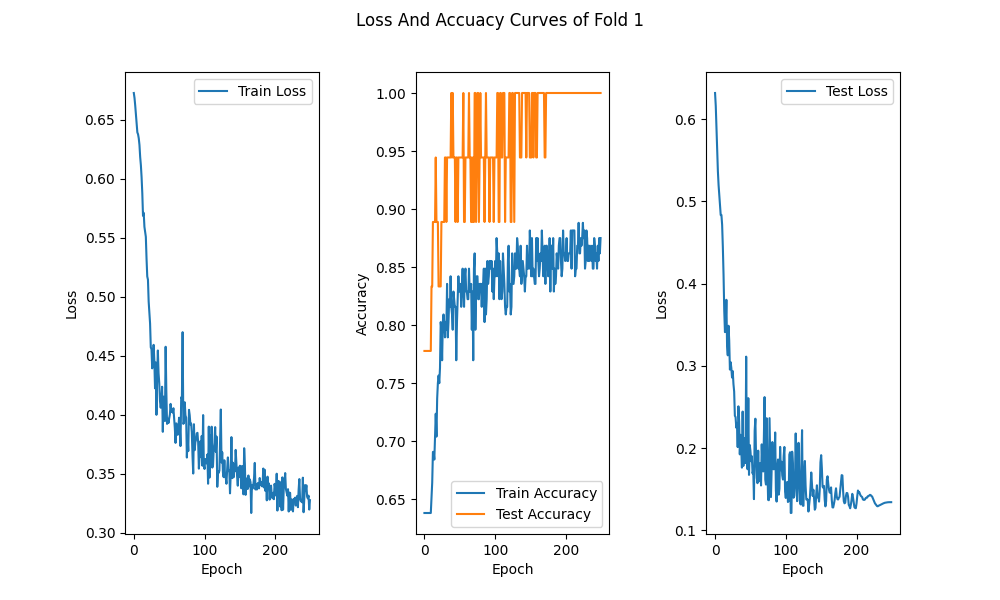 Loss And Accuacy Curves of Fold 1
Train Loss
0.65
0.60
0.55
0.50
0.45
0.40
0.35
0.30
Loss
0
100
200
Epoch
1.00
0.95
0.90
0.85
0.80
0.75
0.70
0.65
Accuracy
Train Accuracy
Test Accuracy
0
100
200
Epoch
Test Loss
0.6
0.5
0.4
0.3
0.2
0.1
Loss
0
100
200
Epoch